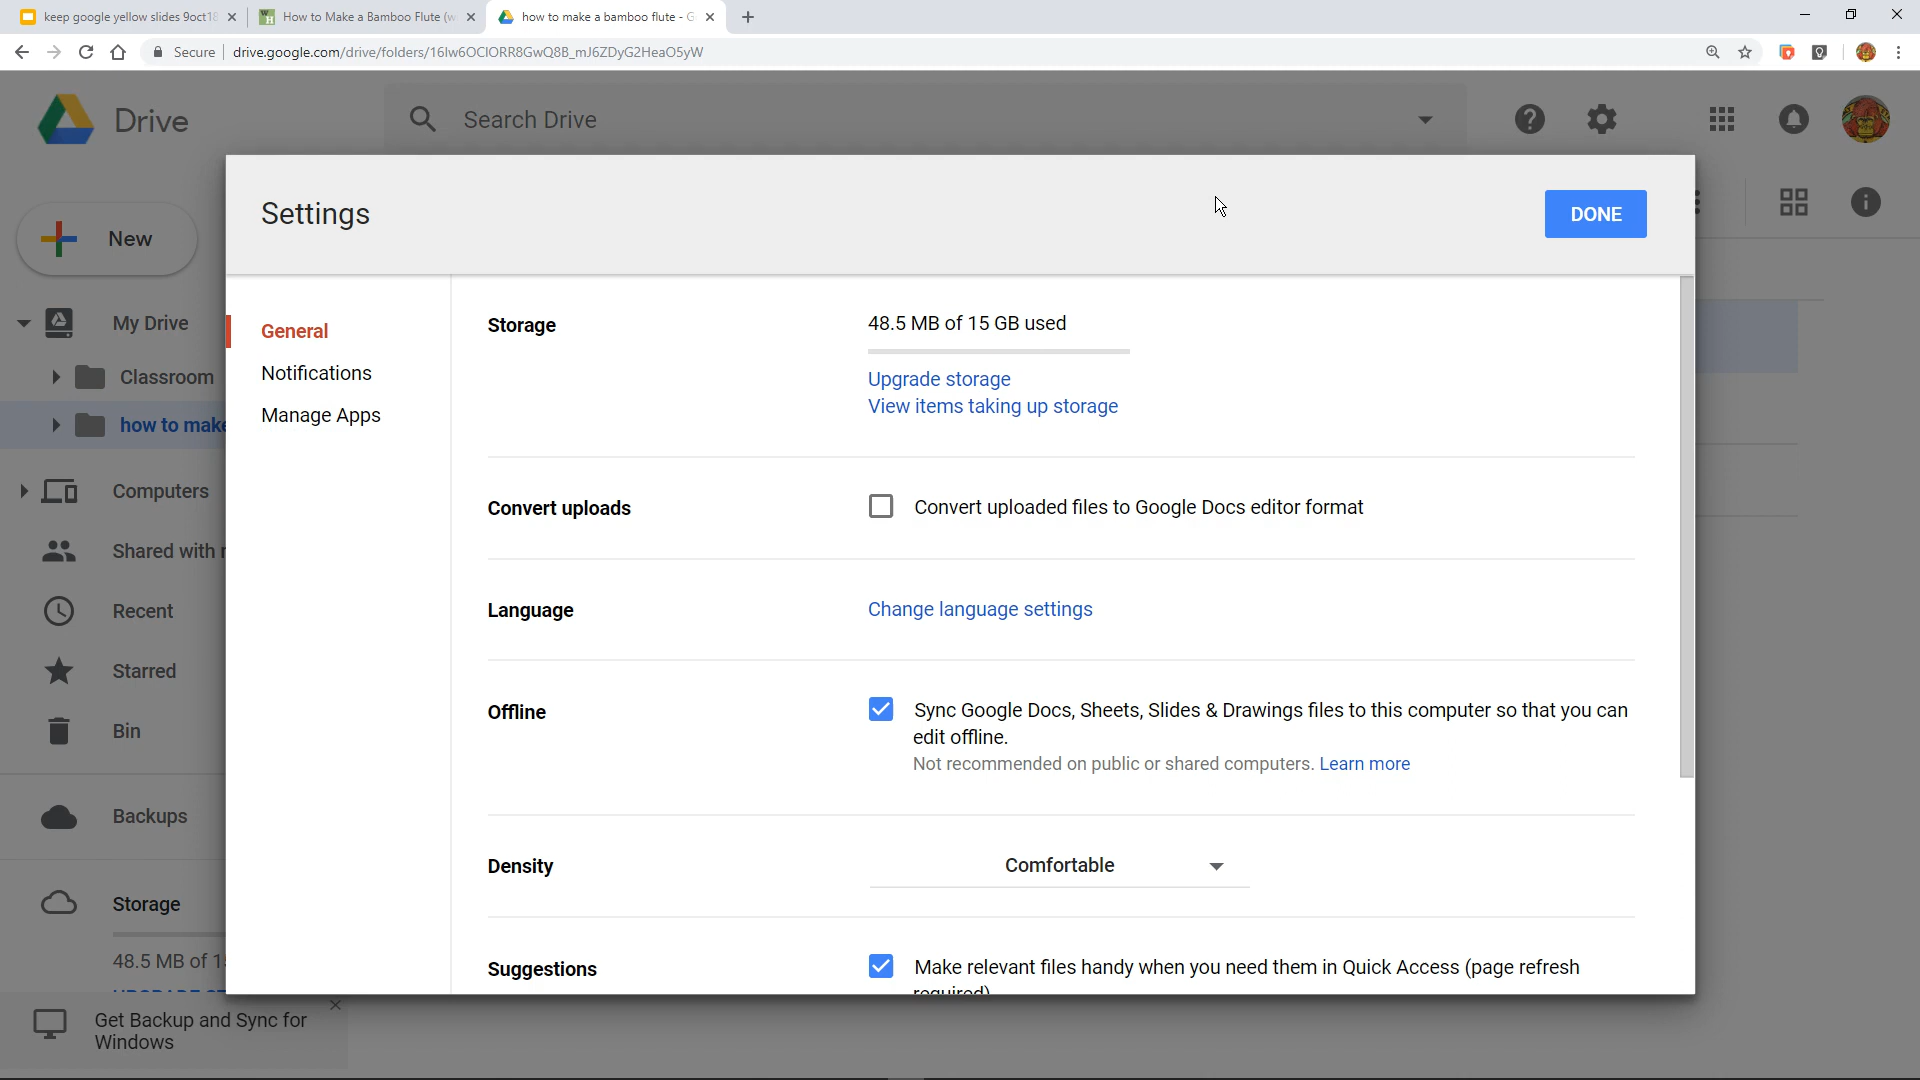 keep google yellow slides 9oct18
How to Make a Bamboo Flute (w
how to make a bamboo flute - G
Secure
drive.google.com/drive/folders/16Iw6OCIORR8GwQ8B_mJ6ZDyG2HeaO5yW
Drive
Search Drive
New
My Drive
Classroom
how to make
Computers
Shared with
Recent
Starred
Bin
Backups
Storage
48.5 MB of 1
Get Backup and Sync for
Windows
Settings
DONE
General
Notifications
Manage Apps
Storage
48.5 MB of 15 GB used
Upgrade storage
View items taking up storage
Convert uploads
Convert uploaded files to Google Docs editor format
Language
Change language settings
Offline
Sync Google Docs, Sheets, Slides & Drawings files to this computer so that you can
edit offline.
Not recommended on public or shared computers. Learn more
Density
Comfortable
Suggestions
Make relevant files handy when you need them in Quick Access (page refresh
required)